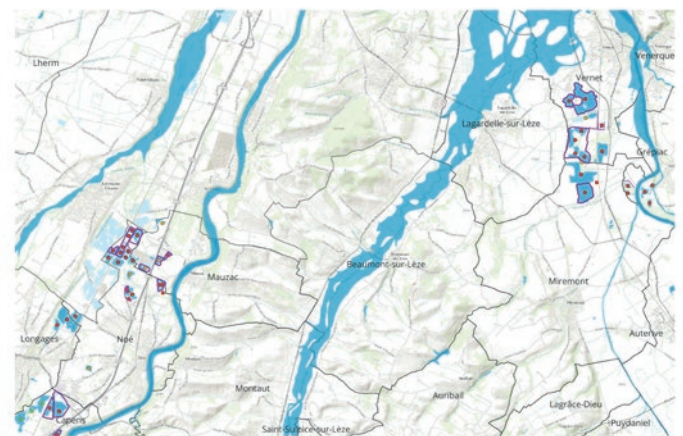 Lherm
Vernet
Venerque
Lagardelle-sur-Lèze
Grépiac
Beaumont-sur-Lèze
Mauzac
Miremont
Longages
Noé
Auterive
Montaut
Auribail
Lagrâce-Dieu
Capens
Saint-Sulpice-sur-Lèze
Puydaniel